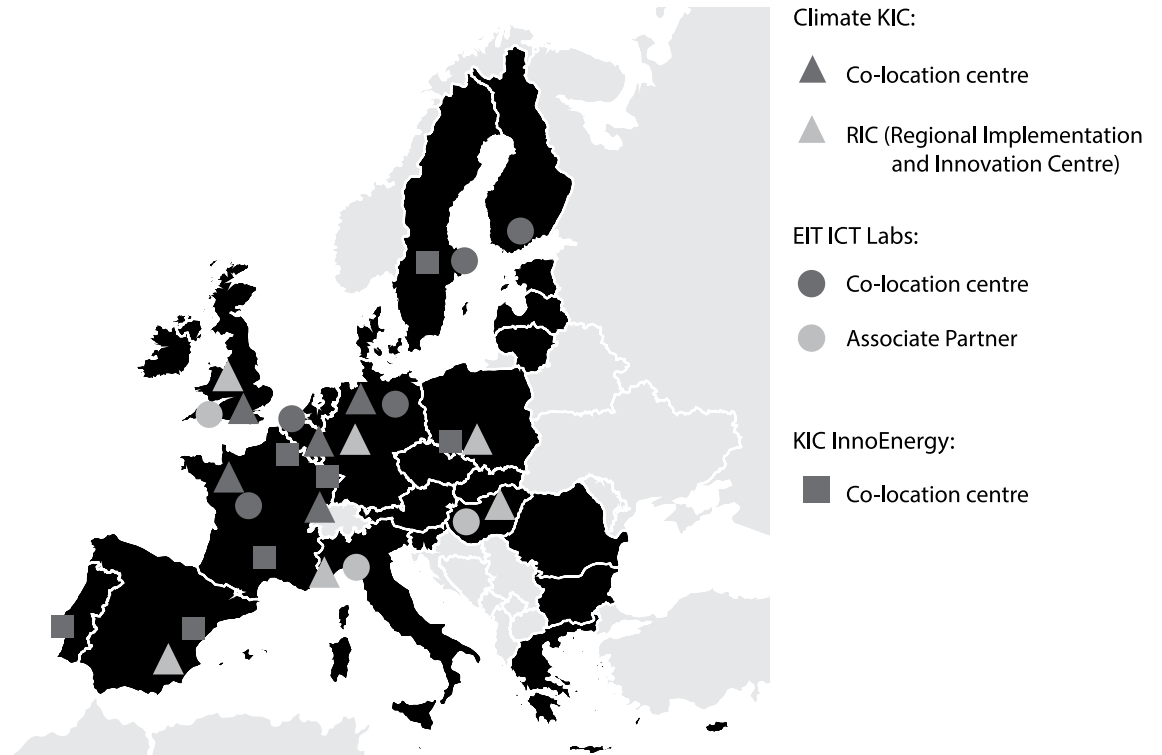 Climate KIC:
Co-location centre
RIC (Regional Implementation
and Innovation Centre)
EIT ICT Labs:
Co-location centre
Associate Partner
KIC InnoEnergy:
Co-location centre